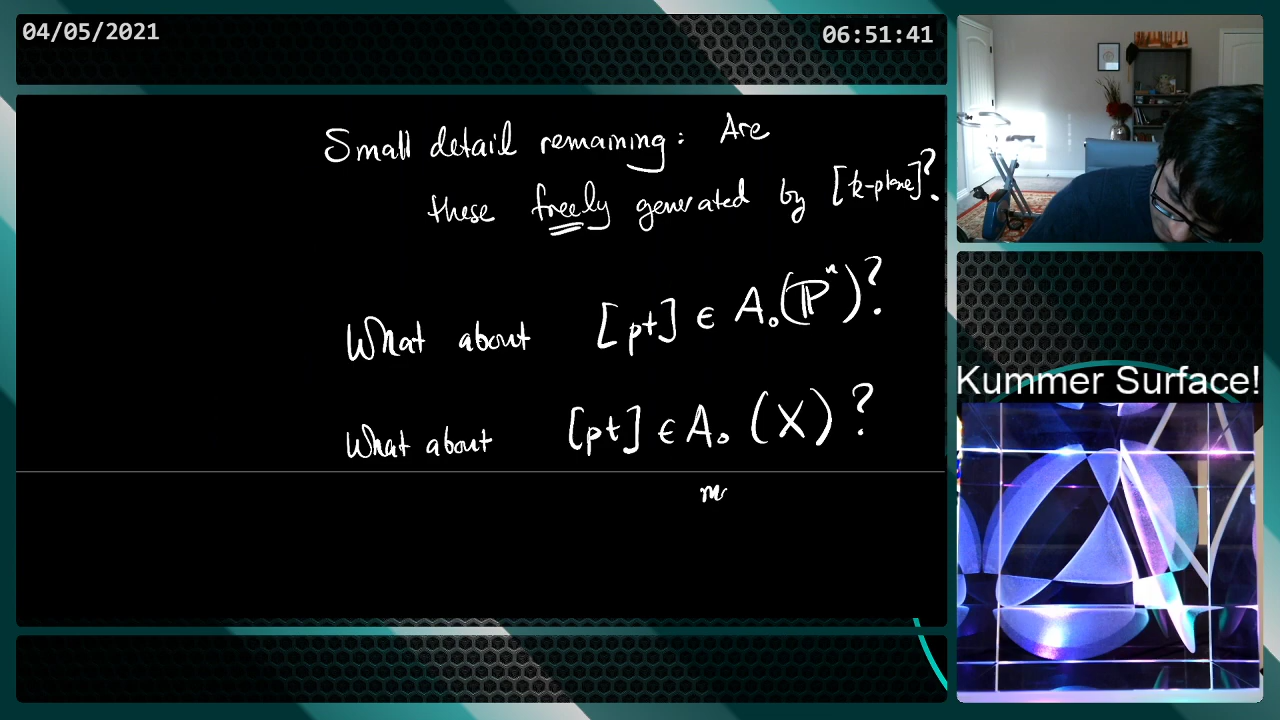 04/05/2021
06:51:41
Small detail remaining: Are
these freely generated by [k-plane]?
What about [pt] ∈ A₀(ℙⁿ)?
What about [pt] ∈ A₀(X)?
Kummer Surface!